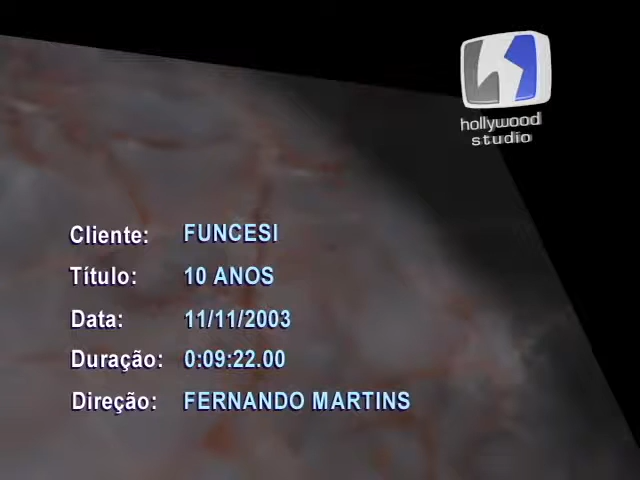 hollywood
studio
Cliente: FUNCESI
Título: 10 ANOS
Data: 11/11/2003
Duração: 0:09:22.00
Direção: FERNANDO MARTINS